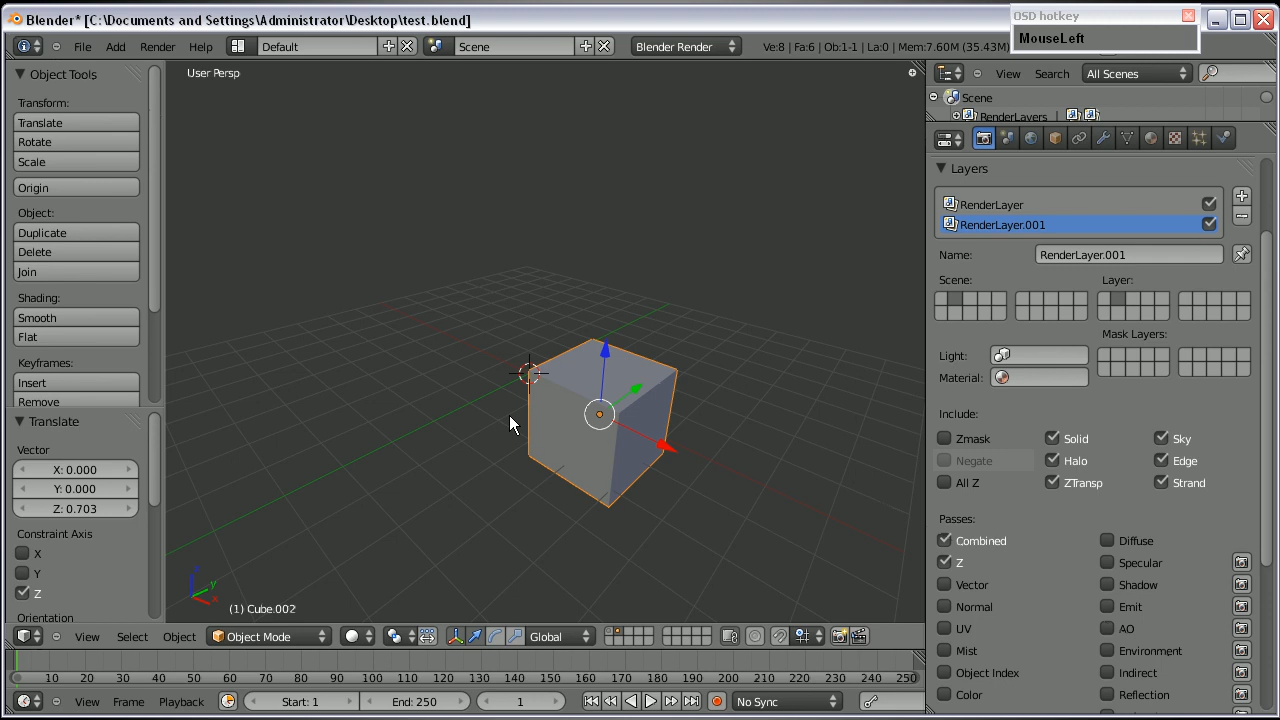 Blender* [C:\Documents and Settings\Administrator\Desktop\test.blend]
OSD hotkey
MouseLeft
File Add Render Help Default Scene Blender Render Ve:8 | Fa:6 | Ob:1-1 | La:0 | Mem:7.60M (35.43M)
Object Tools
Transform:
Translate
Rotate
Scale
Origin
Object:
Duplicate
Delete
Join
Shading:
Smooth
Flat
Keyframes:
Insert
Remove
Translate
Vector
X: 0.000
Y: 0.000
Z: 0.703
Constraint Axis
X
Y
Z
Orientation
User Persp
z
y
x
(1) Cube.002
View Select Object Object Mode Global
10 20 30 40 50 60 70 80 90 100 110 120 130 140 150 160 170 180 190 200 210 220 230 240 250
View Frame Playback Start: 1 End: 250 1 No Sync
View Search All Scenes
Scene
RenderLayers |
Layers
RenderLayer
RenderLayer.001
Name: RenderLayer.001
Scene: Layer:
Mask Layers:
Light:
Material:
Include:
Zmask Solid Sky
Negate Halo Edge
All Z ZTransp Strand
Passes:
Combined Diffuse
Z Specular
Vector Shadow
Normal Emit
UV AO
Mist Environment
Object Index Indirect
Color Reflection